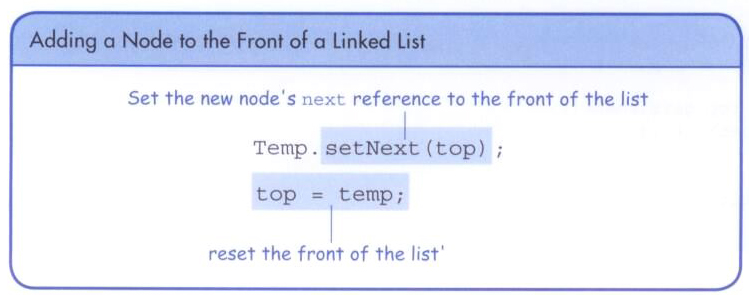 Adding a Node to the Front of a Linked List
Set the new node's next reference to the front of the list
Temp.setNext(top);
top = temp;
reset the front of the list'